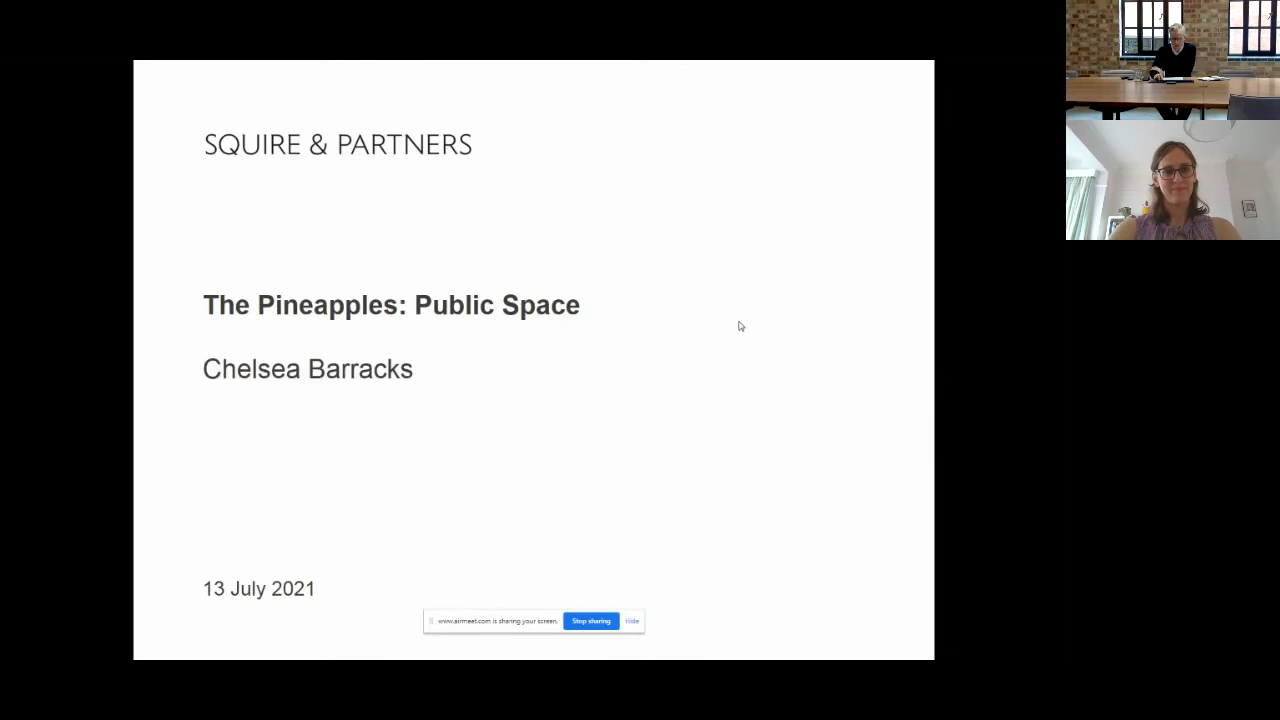 SQUIRE & PARTNERS
The Pineapples: Public Space
Chelsea Barracks
13 July 2021
www.airmeet.com is sharing your screen. Stop sharing Hide